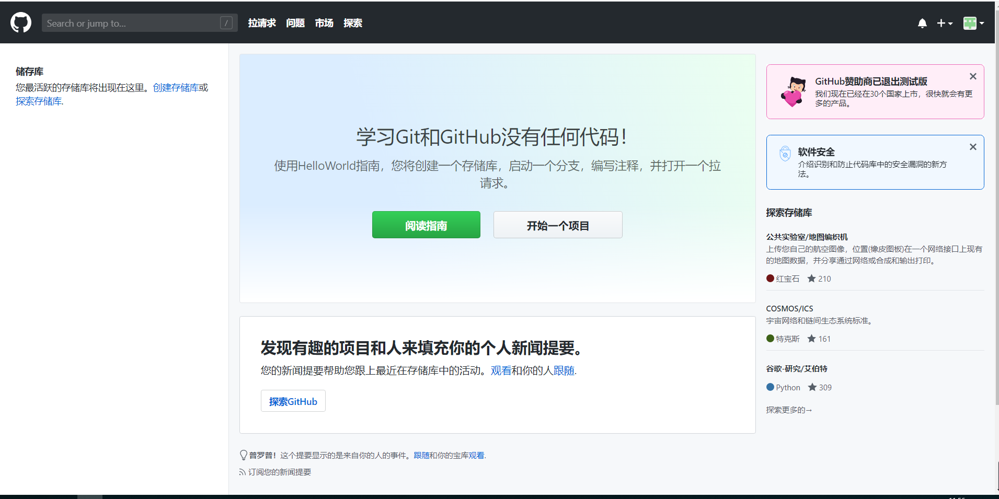 Search or jump to...
/
拉请求 问题 市场 探索
储存库
您最活跃的存储库将出现在这里。创建存储库或
探索存储库.
学习Git和GitHub没有任何代码！
使用HelloWorld指南，您将创建一个存储库，启动一个分支，编写注释，并打开一个拉
请求。
阅读指南
开始一个项目
发现有趣的项目和人来填充你的个人新闻提要。
您的新闻提要帮助您跟上最近在存储库中的活动。观看和你的人跟随.
探索GitHub
普罗普！这个提要显示的是来自你的人的事件。跟随和你的宝库观看.
订阅您的新闻提要
GitHub赞助商已退出测试版
我们现在已经在30个国家上市，很快就会有更
多的产品。
软件安全
介绍识别和防止代码库中的安全漏洞的新方
法。
探索存储库
公共实验室/地图编织机
上传您自己的航空图像，位置(橡皮图板)在一个网络接口上现有
的地图数据，并分享通过网络或合成和输出打印。
红宝石 210
COSMOS/ICS
宇宙网络和链间生态系统标准。
特克斯 161
谷歌-研究/艾伯特
Python 309
探索更多的→